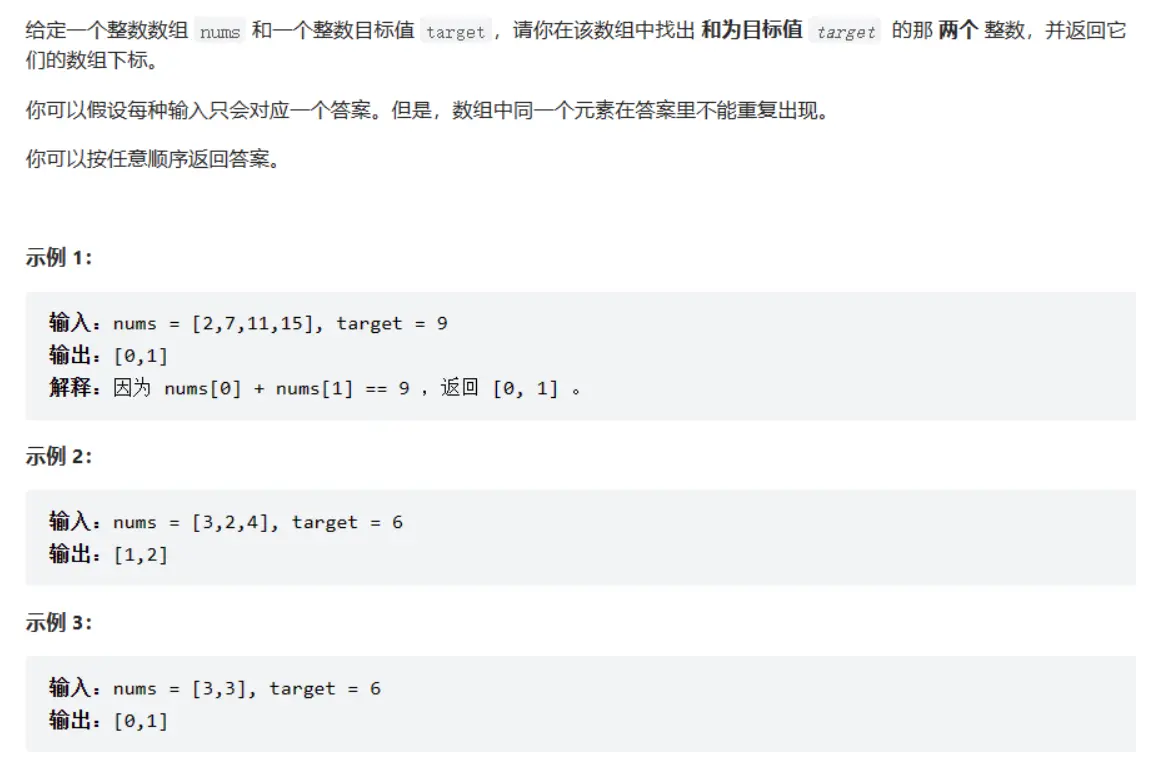 给定一个整数数组 nums 和一个整数目标值 target，请你在该数组中找出 和为目标值 target 的那 两个 整数，并返回它
们的数组下标。
你可以假设每种输入只会对应一个答案。但是，数组中同一个元素在答案里不能重复出现。
你可以按任意顺序返回答案。
示例 1：
输入：nums = [2,7,11,15], target = 9
输出：[0,1]
解释：因为 nums[0] + nums[1] == 9 ，返回 [0, 1] 。
示例 2：
输入：nums = [3,2,4], target = 6
输出：[1,2]
示例 3：
输入：nums = [3,3], target = 6
输出：[0,1]